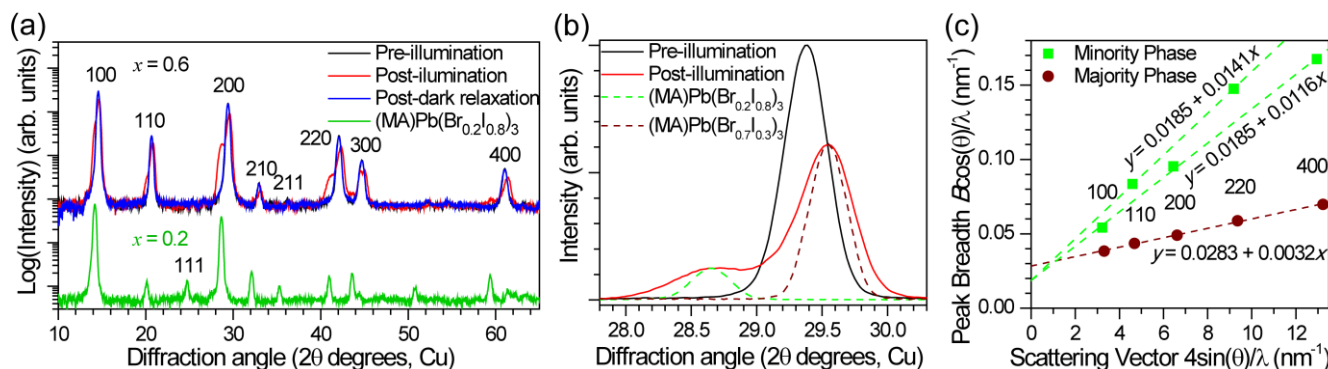 (a)
Log(Intensity) (arb. units)
100
x = 0.6
110
200
210
211
220
300
400
Pre-illumination
Post-ilumination
Post-dark relaxation
(MA)Pb(Br0.2I0.8)3
x = 0.2
111
10 20 30 40 50 60
Diffraction angle (2θ degrees, Cu)
(b)
Intensity (arb. units)
Pre-illumination
Post-illumination
(MA)Pb(Br0.2I0.8)3
(MA)Pb(Br0.7I0.3)3
28.0 28.5 29.0 29.5 30.0
Diffraction angle (2θ degrees, Cu)
(c)
Peak Breadth Bcos(θ)/λ (nm-1)
0.15
0.10
0.05
0.00
Minority Phase
Majority Phase
y = 0.0185 + 0.0141x
y = 0.0185 + 0.0116x
100
110
200
220
400
y = 0.0283 + 0.0032x
0 2 4 6 8 10 12
Scattering Vector 4sin(θ)/λ (nm-1)